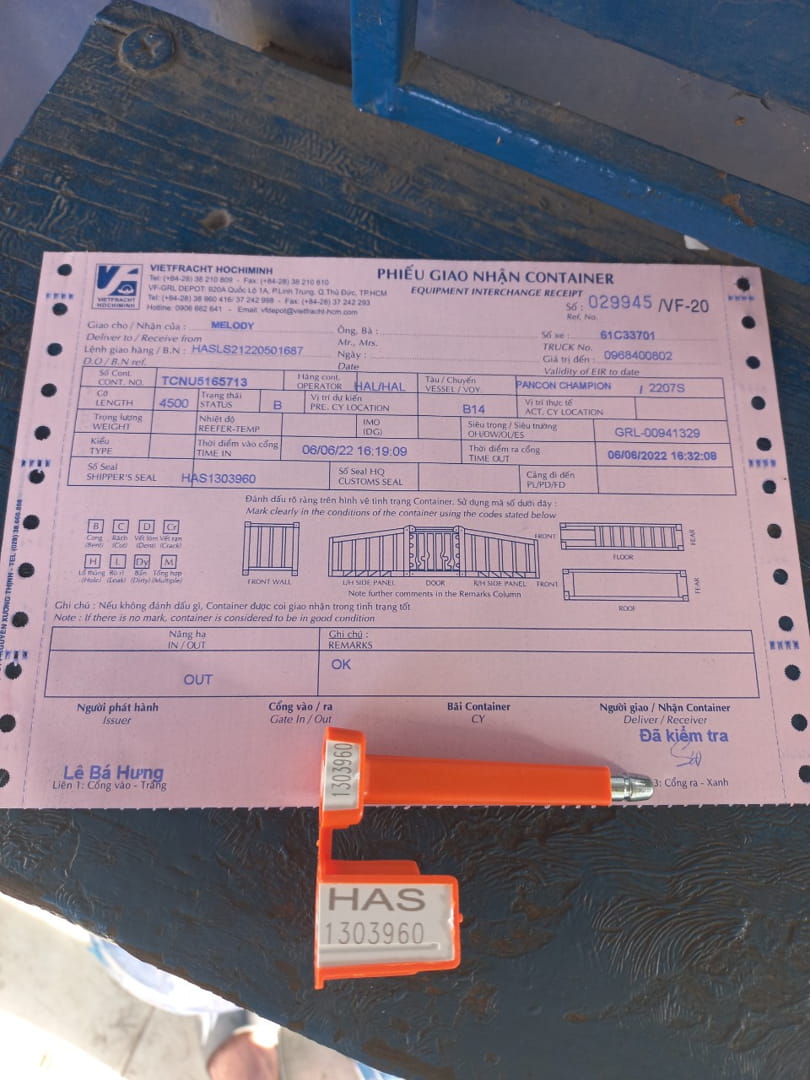 VF
VIETFRACHT
HOCHIMINH
VIETFRACHT HOCHIMINH
Tel: (+84-28) 38 210 809 - Fax: (+84-28) 38 210 810
VF-GRL DEPOT: 920A Quốc Lộ 1A, P.Linh Trung, Q.Thủ Đức, TP.HCM
Tel: (+84-28) 38 960 416/ 37 242 998 - Fax: (+84-28) 37 242 293
Hotline: 0906 662 641 - Email: vfdepot@vietfracht-hcm.com
PHIẾU GIAO NHẬN CONTAINER
EQUIPMENT INTERCHANGE RECEIPT
Số : 029945 /VF-20
Ref. No.
Giao cho / Nhận của : MELODY Ông, Bà : Số xe : 61C33701
Deliver to / Receive from Mr., Mrs. TRUCK No.
Lệnh giao hàng / B.N : HASLS21220501687 Ngày : Giá trị đến : 0968400802
D.O / B/N ref. Date Validity of EIR to date
Số Cont. TCNU5165713 Hãng cont. HAL/HAL Tàu / Chuyến PANCON CHAMPION / 2207S
CONT. NO. OPERATOR VESSEL / VOY
Cỡ 4500 Trạng thái B Vị trí dự kiến B14 Vị trí thực tế
LENGTH STATUS PRE. CY LOCATION ACT. CY LOCATION
Trọng lượng Nhiệt độ IMO Siêu trọng / Siêu trường GRL-00941329
WEIGHT REEFER-TEMP (DG) OH/OW/OL/ES
Kiểu Thời điểm vào cổng 06/06/22 16:19:09 Thời điểm ra cổng 06/06/2022 16:32:08
TYPE TIME IN TIME OUT
Số Seal HAS1303960 Số Seal HQ Cảng đi đến
SHIPPER'S SEAL CUSTOMS SEAL PL/PD/FD
Đánh dấu rõ ràng trên hình vẽ tình trạng Container. Sử dụng mã số dưới đây :
Mark clearly in the conditions of the container using the codes stated below
B C D Cr
Cong Rách Vết lõm Vết rạn
(Bent) (Cut) (Dent) (Crack)
H L Dy M
Lổ thủng Rò rỉ Bẩn Tổng hợp
(Hole) (Leak) (Dirty) (Multiple)
FRONT WALL
L/H SIDE PANEL DOOR R/H SIDE PANEL FRONT
FRONT
FLOOR
REAR
ROOF
REAR
Note further comments in the Remarks Column
Ghi chú : Nếu không đánh dấu gì, Container được coi giao nhận trong tình trạng tốt
Note : If there is no mark, container is considered to be in good condition
Nâng hạ Ghi chú :
IN / OUT REMARKS
OUT OK
Người phát hành Cổng vào / ra Bãi Container Người giao / Nhận Container
Issuer Gate In / Out CY Deliver / Receiver
Đã kiểm tra
Lê Bá Hưng
Liên 1: Cổng vào - Trắng 3: Cổng ra - Xanh
1303960
HAS
1303960